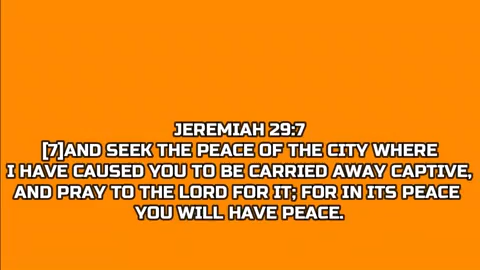 JEREMIAH 29:7
[7]AND SEEK THE PEACE OF THE CITY WHERE
I HAVE CAUSED YOU TO BE CARRIED AWAY CAPTIVE,
AND PRAY TO THE LORD FOR IT; FOR IN ITS PEACE
YOU WILL HAVE PEACE.